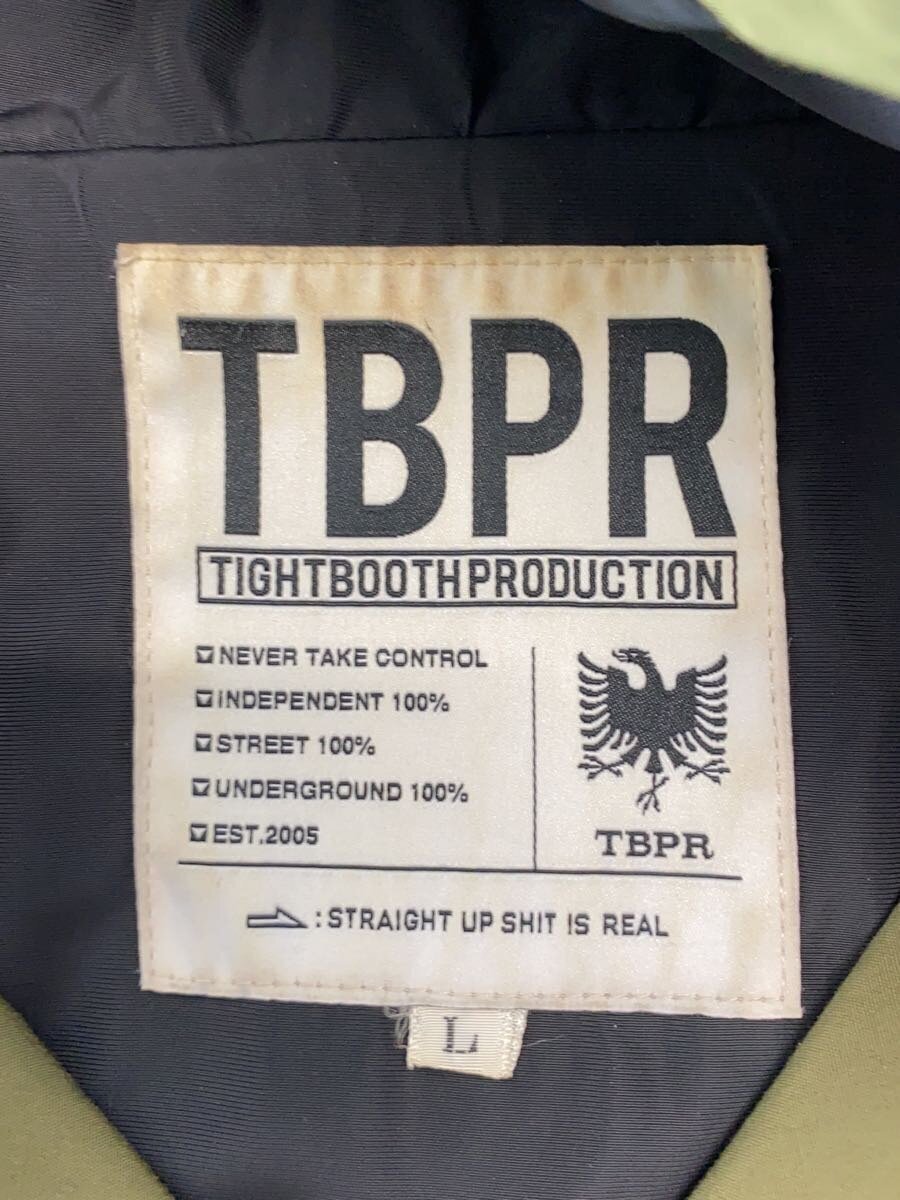 TBPR
TIGHTBOOTHPRODUCTION
NEVER TAKE CONTROL
INDEPENDENT 100%
STREET 100%
UNDERGROUND 100%
EST.2005
TBPR
:STRAIGHT UP SHIT IS REAL
L